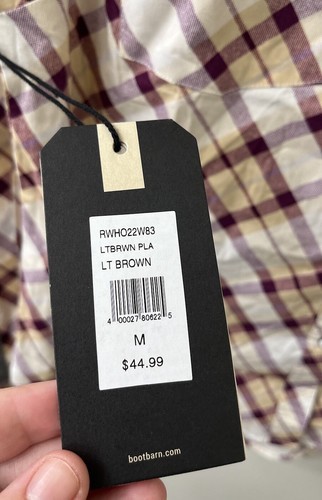 RWHO22W83
LTBRWN PLA
LT BROWN
4 00027 80622 5
M
$44.99
bootbarn.com